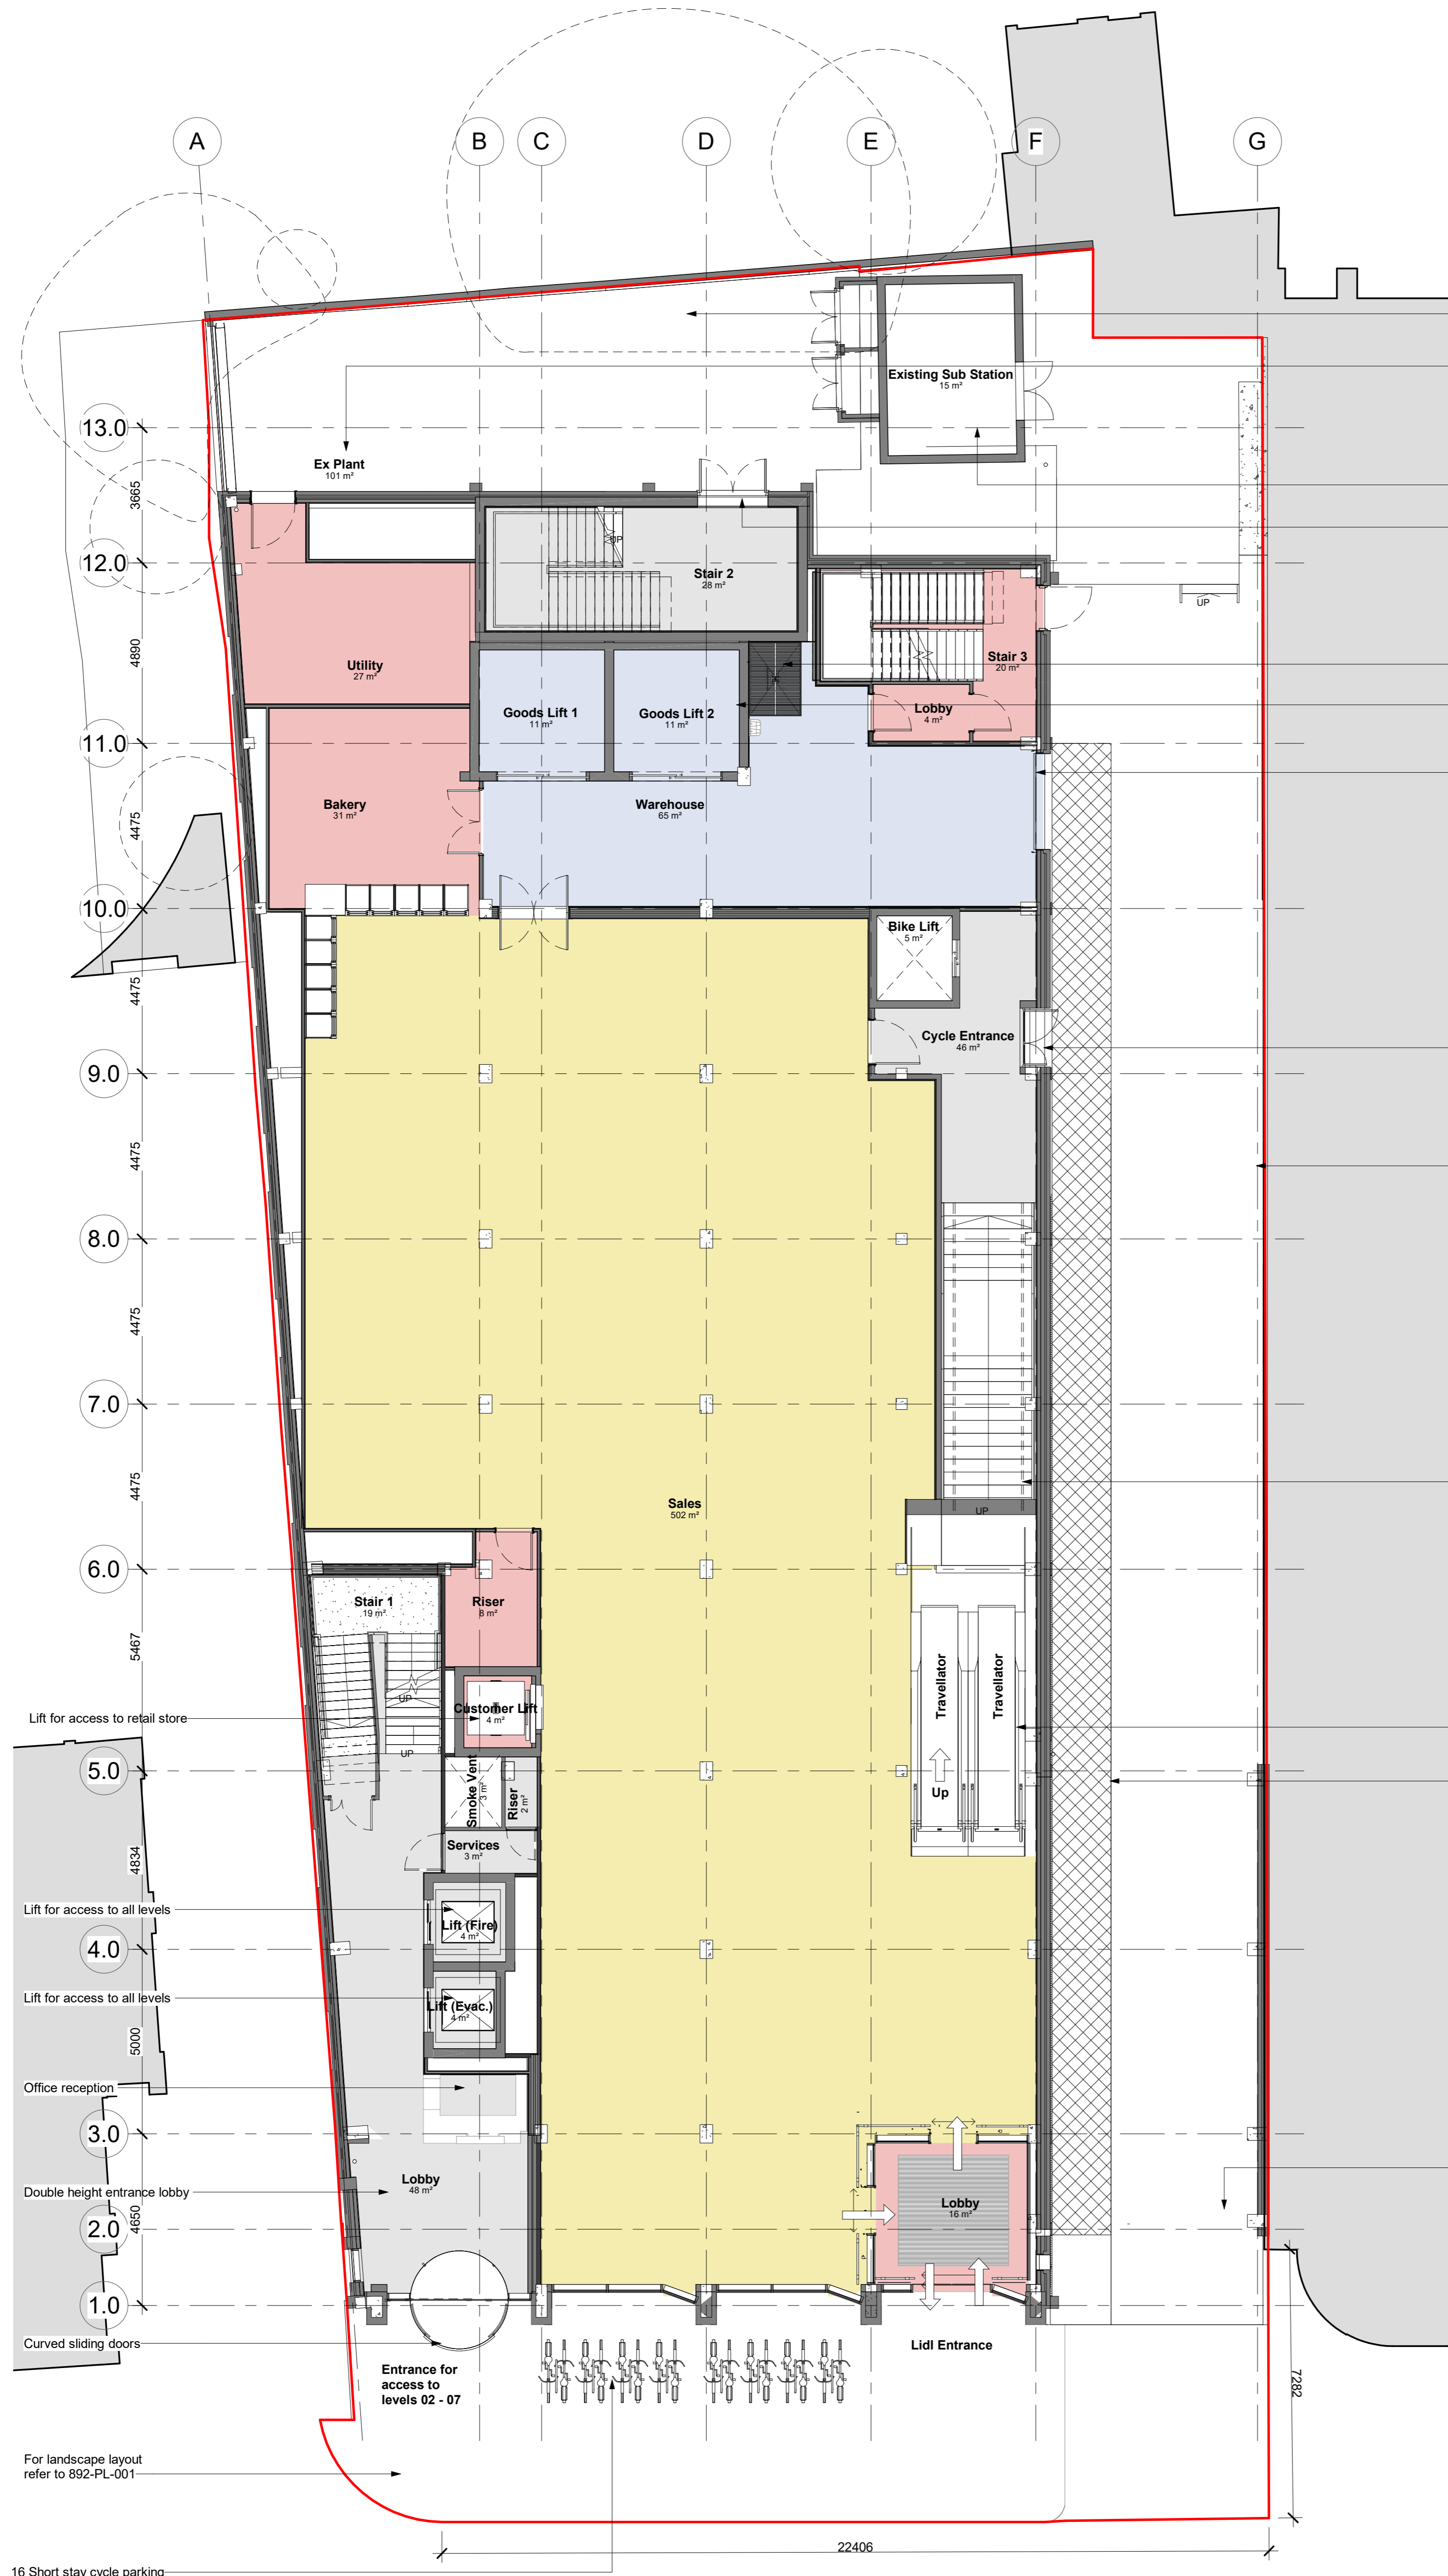 A
B
C
D
E
F
G
Existing Sub Station
15 m²
13.0
Ex Plant
101 m²
3665
12.0
UP
Stair 2
28 m²
UP
4890
Utility
27 m²
Stair 3
20 m²
Lobby
4 m²
Goods Lift 1
11 m²
Goods Lift 2
11 m²
11.0
Bakery
31 m²
Warehouse
65 m²
4475
10.0
Bike Lift
5 m²
4475
Cycle Entrance
46 m²
9.0
4475
8.0
4475
7.0
4475
Sales
502 m²
UP
6.0
Stair 1
19 m²
Riser
8 m²
5467
Travellator
Travellator
UP
Customer Lift
4 m²
Lift for access to retail store
UP
5.0
Smoke Vent
3 m²
Riser
2 m²
Up
Services
3 m²
4834
Lift for access to all levels
Lift (Fire)
4 m²
4.0
Lift for access to all levels
Lift (Evac.)
4 m²
5000
Office reception
3.0
Lobby
48 m²
Double height entrance lobby
Lobby
16 m²
4650
2.0
1.0
Curved sliding doors
Lidl Entrance
Entrance for
access to
levels 02 - 07
7282
For landscape layout
refer to 892-PL-001
22406
16 Short stay cycle parking